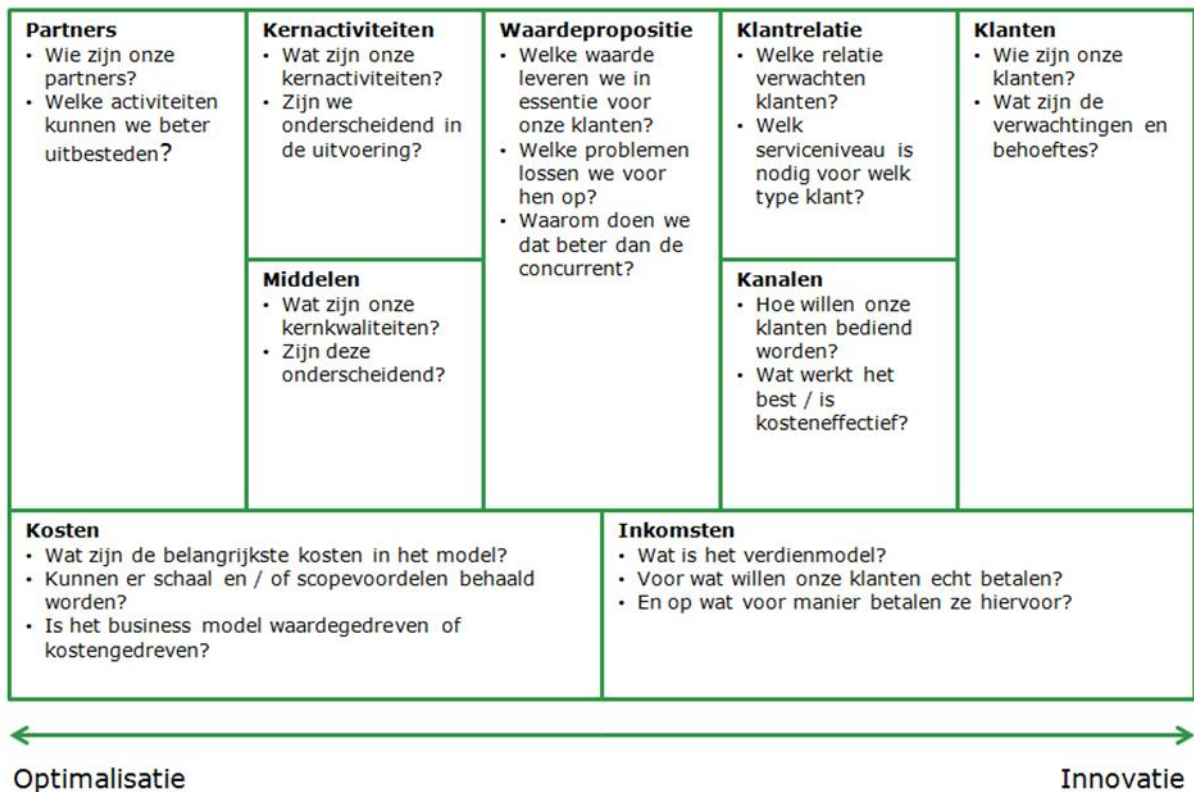 Partners
• Wie zijn onze
partners?
• Welke activiteiten
kunnen we beter
uitbesteden?
Kernactiviteiten
• Wat zijn onze
kernactiviteiten?
• Zijn we
onderscheidend in
de uitvoering?
Middelen
• Wat zijn onze
kernkwaliteiten?
• Zijn deze
onderscheidend?
Waardepropositie
• Welke waarde
leveren we in
essentie voor
onze klanten?
• Welke problemen
lossen we voor
hen op?
• Waarom doen we
dat beter dan de
concurrent?
Klantrelatie
• Welke relatie
verwachten
klanten?
• Welk
serviceniveau is
nodig voor welk
type klant?
Kanalen
• Hoe willen onze
klanten bediend
worden?
• Wat werkt het
best / is
kosteneffectief?
Klanten
• Wie zijn onze
klanten?
• Wat zijn de
verwachtingen en
behoeftes?
Kosten
• Wat zijn de belangrijkste kosten in het model?
• Kunnen er schaal en / of scopevoordelen behaald
worden?
• Is het business model waardegedreven of
kostengedreven?
Inkomsten
• Wat is het verdienmodel?
• Voor wat willen onze klanten echt betalen?
• En op wat voor manier betalen ze hiervoor?
Optimalisatie
Innovatie